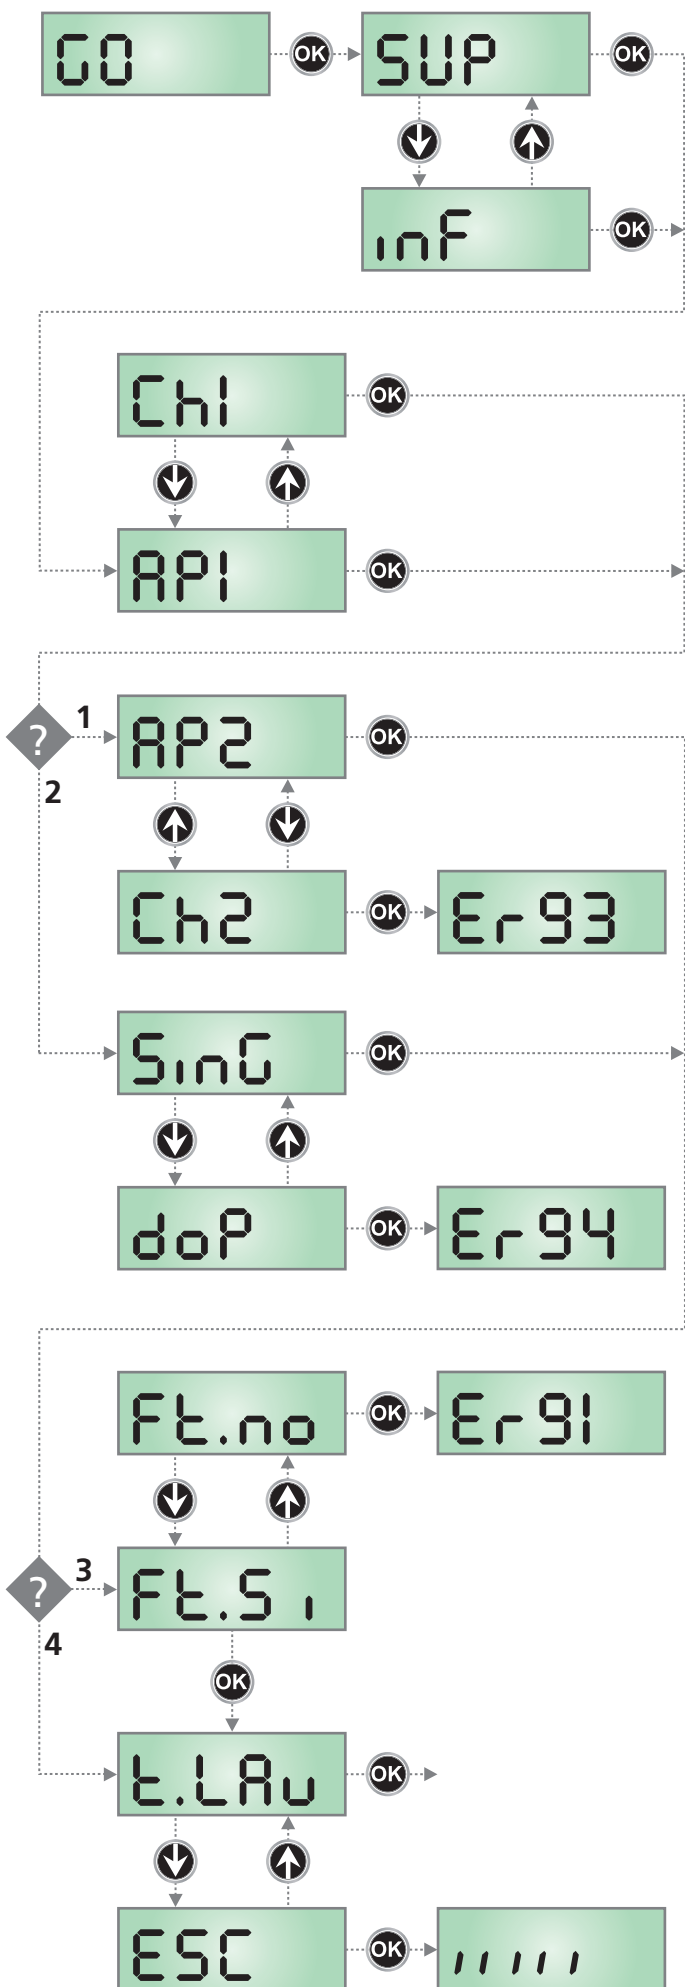 GO OK SUP OK
inF OK
Ch1 OK
AP1 OK
? 1 AP2 OK
2
Ch2 OK Er93
SinG OK
doP OK Er94
Ft.no OK Er91
? 3 Ft.Si
4
OK
t.LAv OK
ESC OK